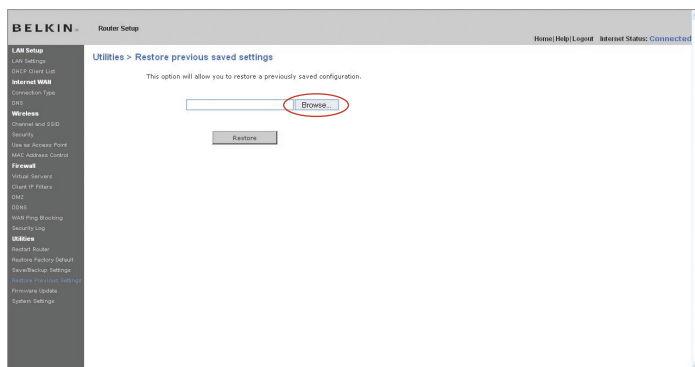 BELKIN®
Router Setup
Home|Help|Logout Internet Status: Connected
LAN Setup
LAN Settings
DHCP Client List
Internet WAN
Connection Type
DNS
Wireless
Channel and SSID
Security
Use as Access Point
MAC Address Control
Firewall
Virtual Servers
Client IP Filters
DMZ
DDNS
WAN Ping Blocking
Security Log
Utilities
Restart Router
Restore Factory Default
Save/Backup Settings
Restore Previous Settings
Firmware Update
System Settings
Utilities > Restore previous saved settings
This option will allow you to restore a previously saved configuration.
Browse...
Restore